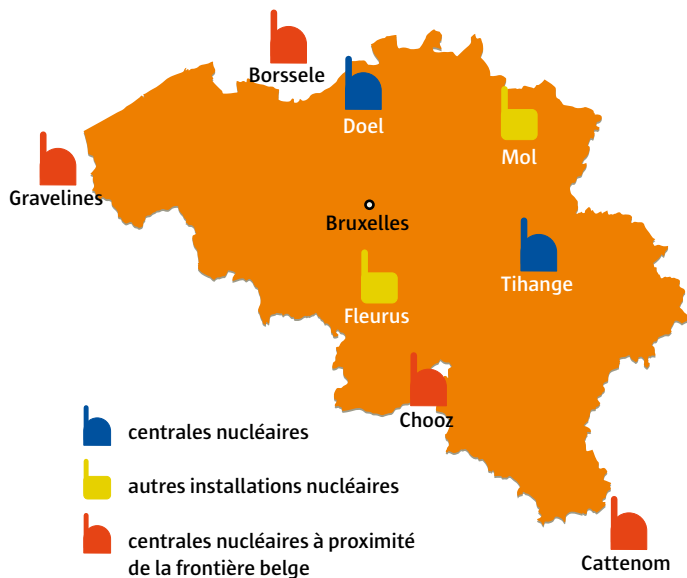 Borssele
Doel
Mol
Gravelines
Bruxelles
Tihange
Fleurus
Chooz
centrales nucléaires
autres installations nucléaires
centrales nucléaires à proximité
de la frontière belge
Cattenom